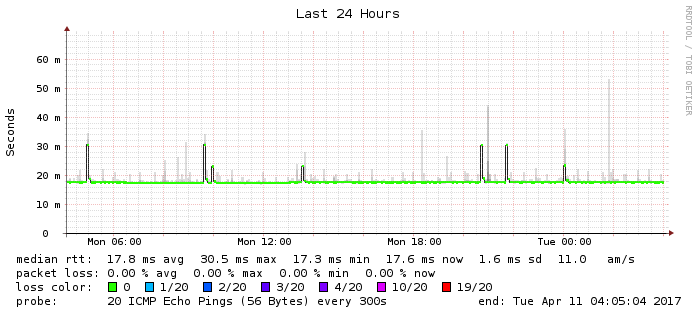 Last 24 Hours
RRDTOOL / TOBI OETIKER
Seconds
60 m
50 m
40 m
30 m
20 m
10 m
0
Mon 06:00 Mon 12:00 Mon 18:00 Tue 00:00
median rtt: 17.8 ms avg 30.5 ms max 17.3 ms min 17.6 ms now 1.6 ms sd 11.0 am/s
packet loss: 0.00 % avg 0.00 % max 0.00 % min 0.00 % now
loss color: 0 1/20 2/20 3/20 4/20 10/20 19/20
probe: 20 ICMP Echo Pings (56 Bytes) every 300s end: Tue Apr 11 04:05:04 2017